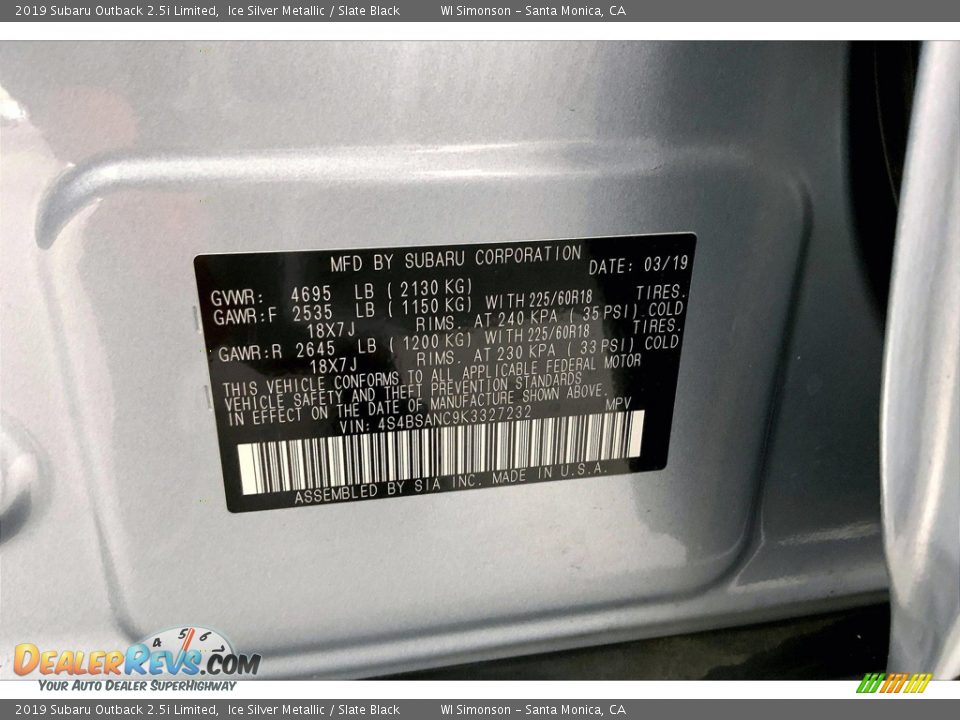 2019 Subaru Outback 2.5i Limited,  Ice Silver Metallic / Slate Black        WI Simonson - Santa Monica, CA
MFD BY SUBARU CORPORATION   DATE: 03/19
GVWR:   4695   LB ( 2130 KG)
GAWR:F  2535   LB ( 1150 KG)  WITH 225/60R18   TIRES.
18X7J   RIMS.  AT 240 KPA ( 35 PSI) COLD
GAWR:R  2645   LB ( 1200 KG)  WITH 225/60R18   TIRES.
18X7J   RIMS.  AT 230 KPA ( 33 PSI) COLD
THIS VEHICLE CONFORMS TO ALL APPLICABLE FEDERAL MOTOR
VEHICLE SAFETY AND THEFT PREVENTION STANDARDS
IN EFFECT ON THE DATE OF MANUFACTURE SHOWN ABOVE.
VIN: 4S4BSANC9K3327232   MPV
ASSEMBLED BY SIA INC. MADE IN U.S.A.
4 5 6
DEALERREVS.COM
YOUR AUTO DEALER SUPERHIGHWAY
2019 Subaru Outback 2.5i Limited,  Ice Silver Metallic / Slate Black        WI Simonson - Santa Monica, CA